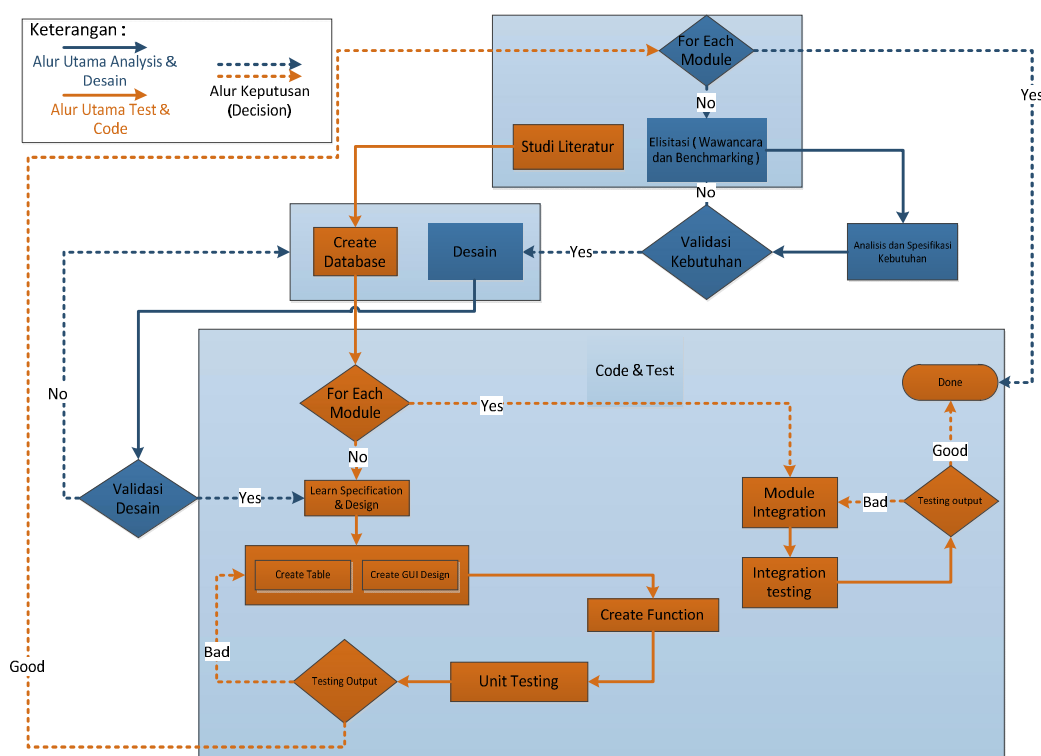 Keterangan :
Alur Utama Analysis &
Desain
Alur Utama Test &
Code
Alur Keputusan
(Decision)
For Each
Module
Yes
No
Studi Literatur
Elisitasi ( Wawancara
dan Benchmarking )
No
Validasi
Kebutuhan
Analisis dan Spesifikasi
Kebutuhan
Yes
Create
Database
Desain
Code & Test
No
For Each
Module
Yes
Done
No
Good
Validasi
Desain
Yes
Learn Specification
& Design
Module
Integration
Bad
Testing output
Create Table
Create GUI Design
Integration
testing
Create Function
Bad
Good
Testing Output
Unit Testing